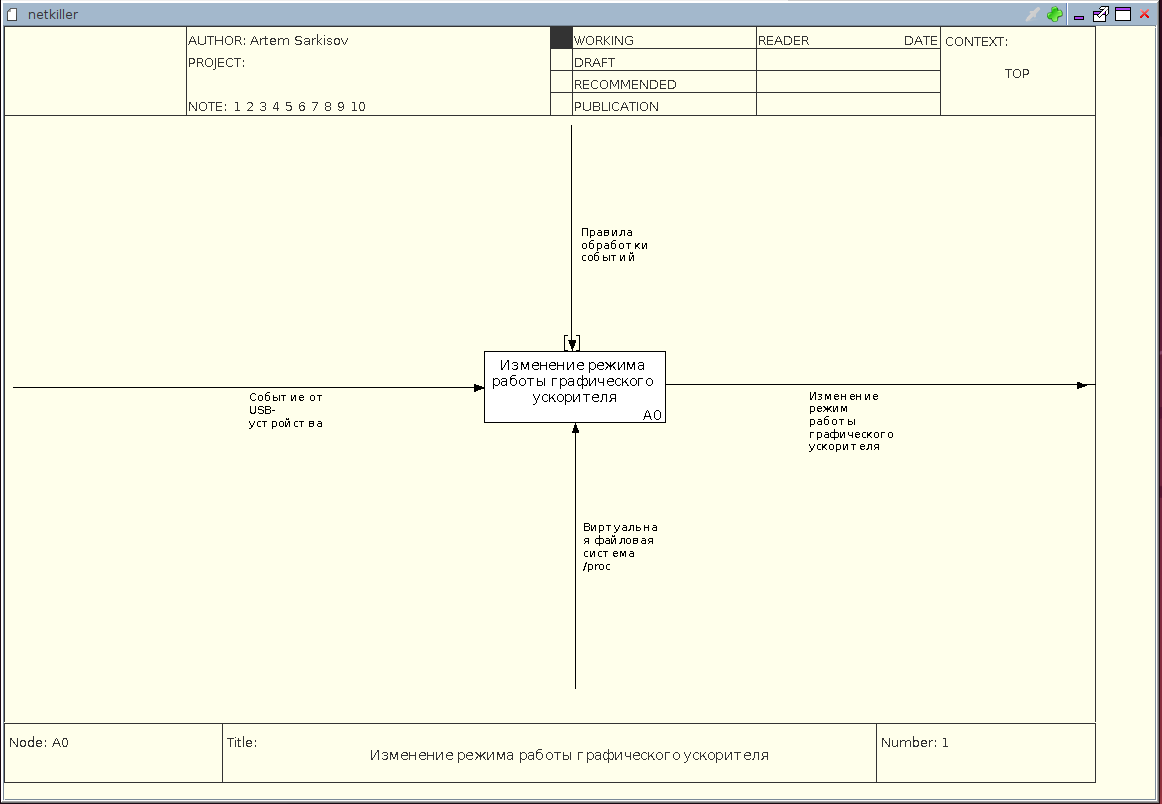 netkiller
AUTHOR: Artem Sarkisov
PROJECT:
NOTE: 1 2 3 4 5 6 7 8 9 10
WORKING
DRAFT
RECOMMENDED
PUBLICATION
READER DATE
CONTEXT:
TOP
Правила
обработки
событий
Изменение режима
работы графического
ускорителя
A0
Событие от
USB-
устройства
Изменение
режим
работы
графического
ускорителя
Виртуальна
я файловая
система
/proc
Node: A0
Title:
Изменение режима работы графического ускорителя
Number: 1